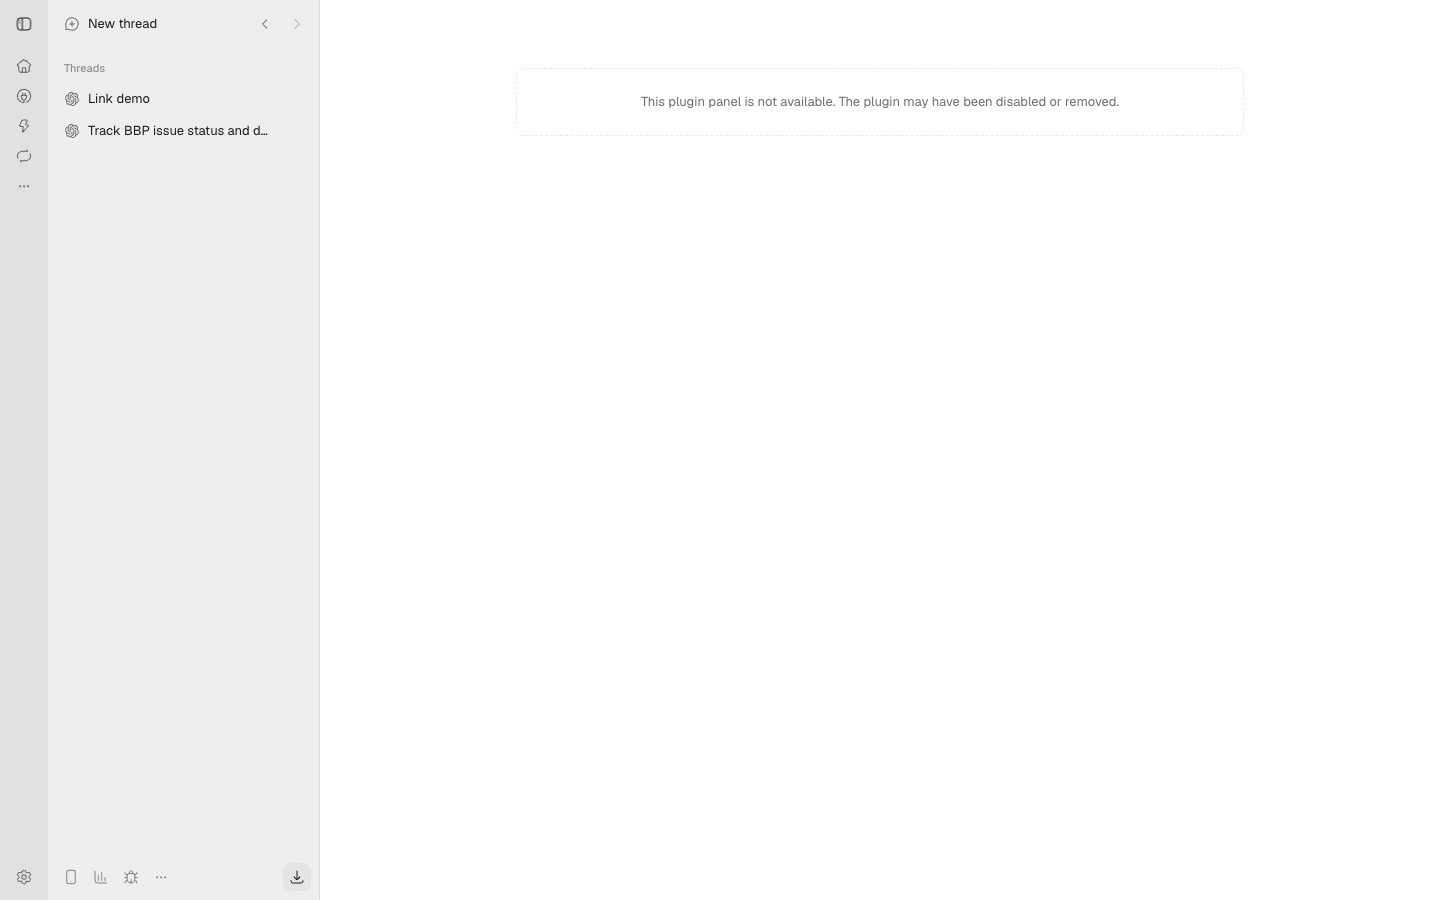 New thread
Threads
Link demo
Track BBP issue status and d...
This plugin panel is not available. The plugin may have been disabled or removed.